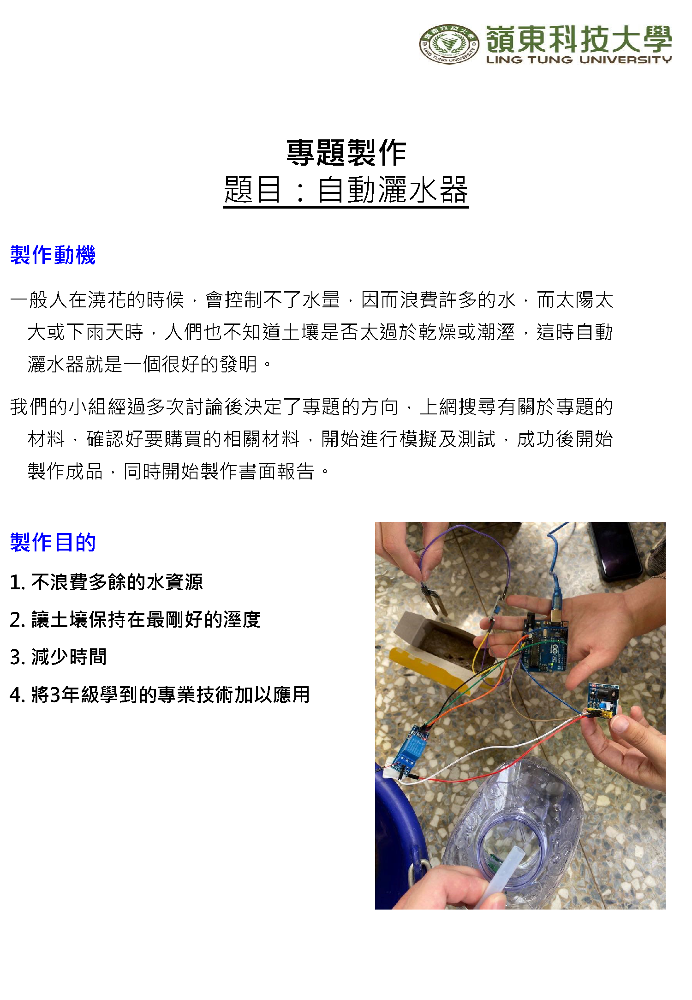 嶺東科技大學
LING TUNG UNIVERSITY
專題製作
題目：自動灑水器
製作動機
一般人在澆花的時候，會控制不了水量，因而浪費許多的水，而太陽太
大或下雨天時，人們也不知道土壤是否太過於乾燥或潮溼，這時自動
灑水器就是一個很好的發明。
我們的小組經過多次討論後決定了專題的方向，上網搜尋有關於專題的
材料，確認好要購買的相關材料，開始進行模擬及測試，成功後開始
製作成品，同時開始製作書面報告。
製作目的
1. 不浪費多餘的水資源
2. 讓土壤保持在最剛好的溼度
3. 減少時間
4. 將3年級學到的專業技術加以應用